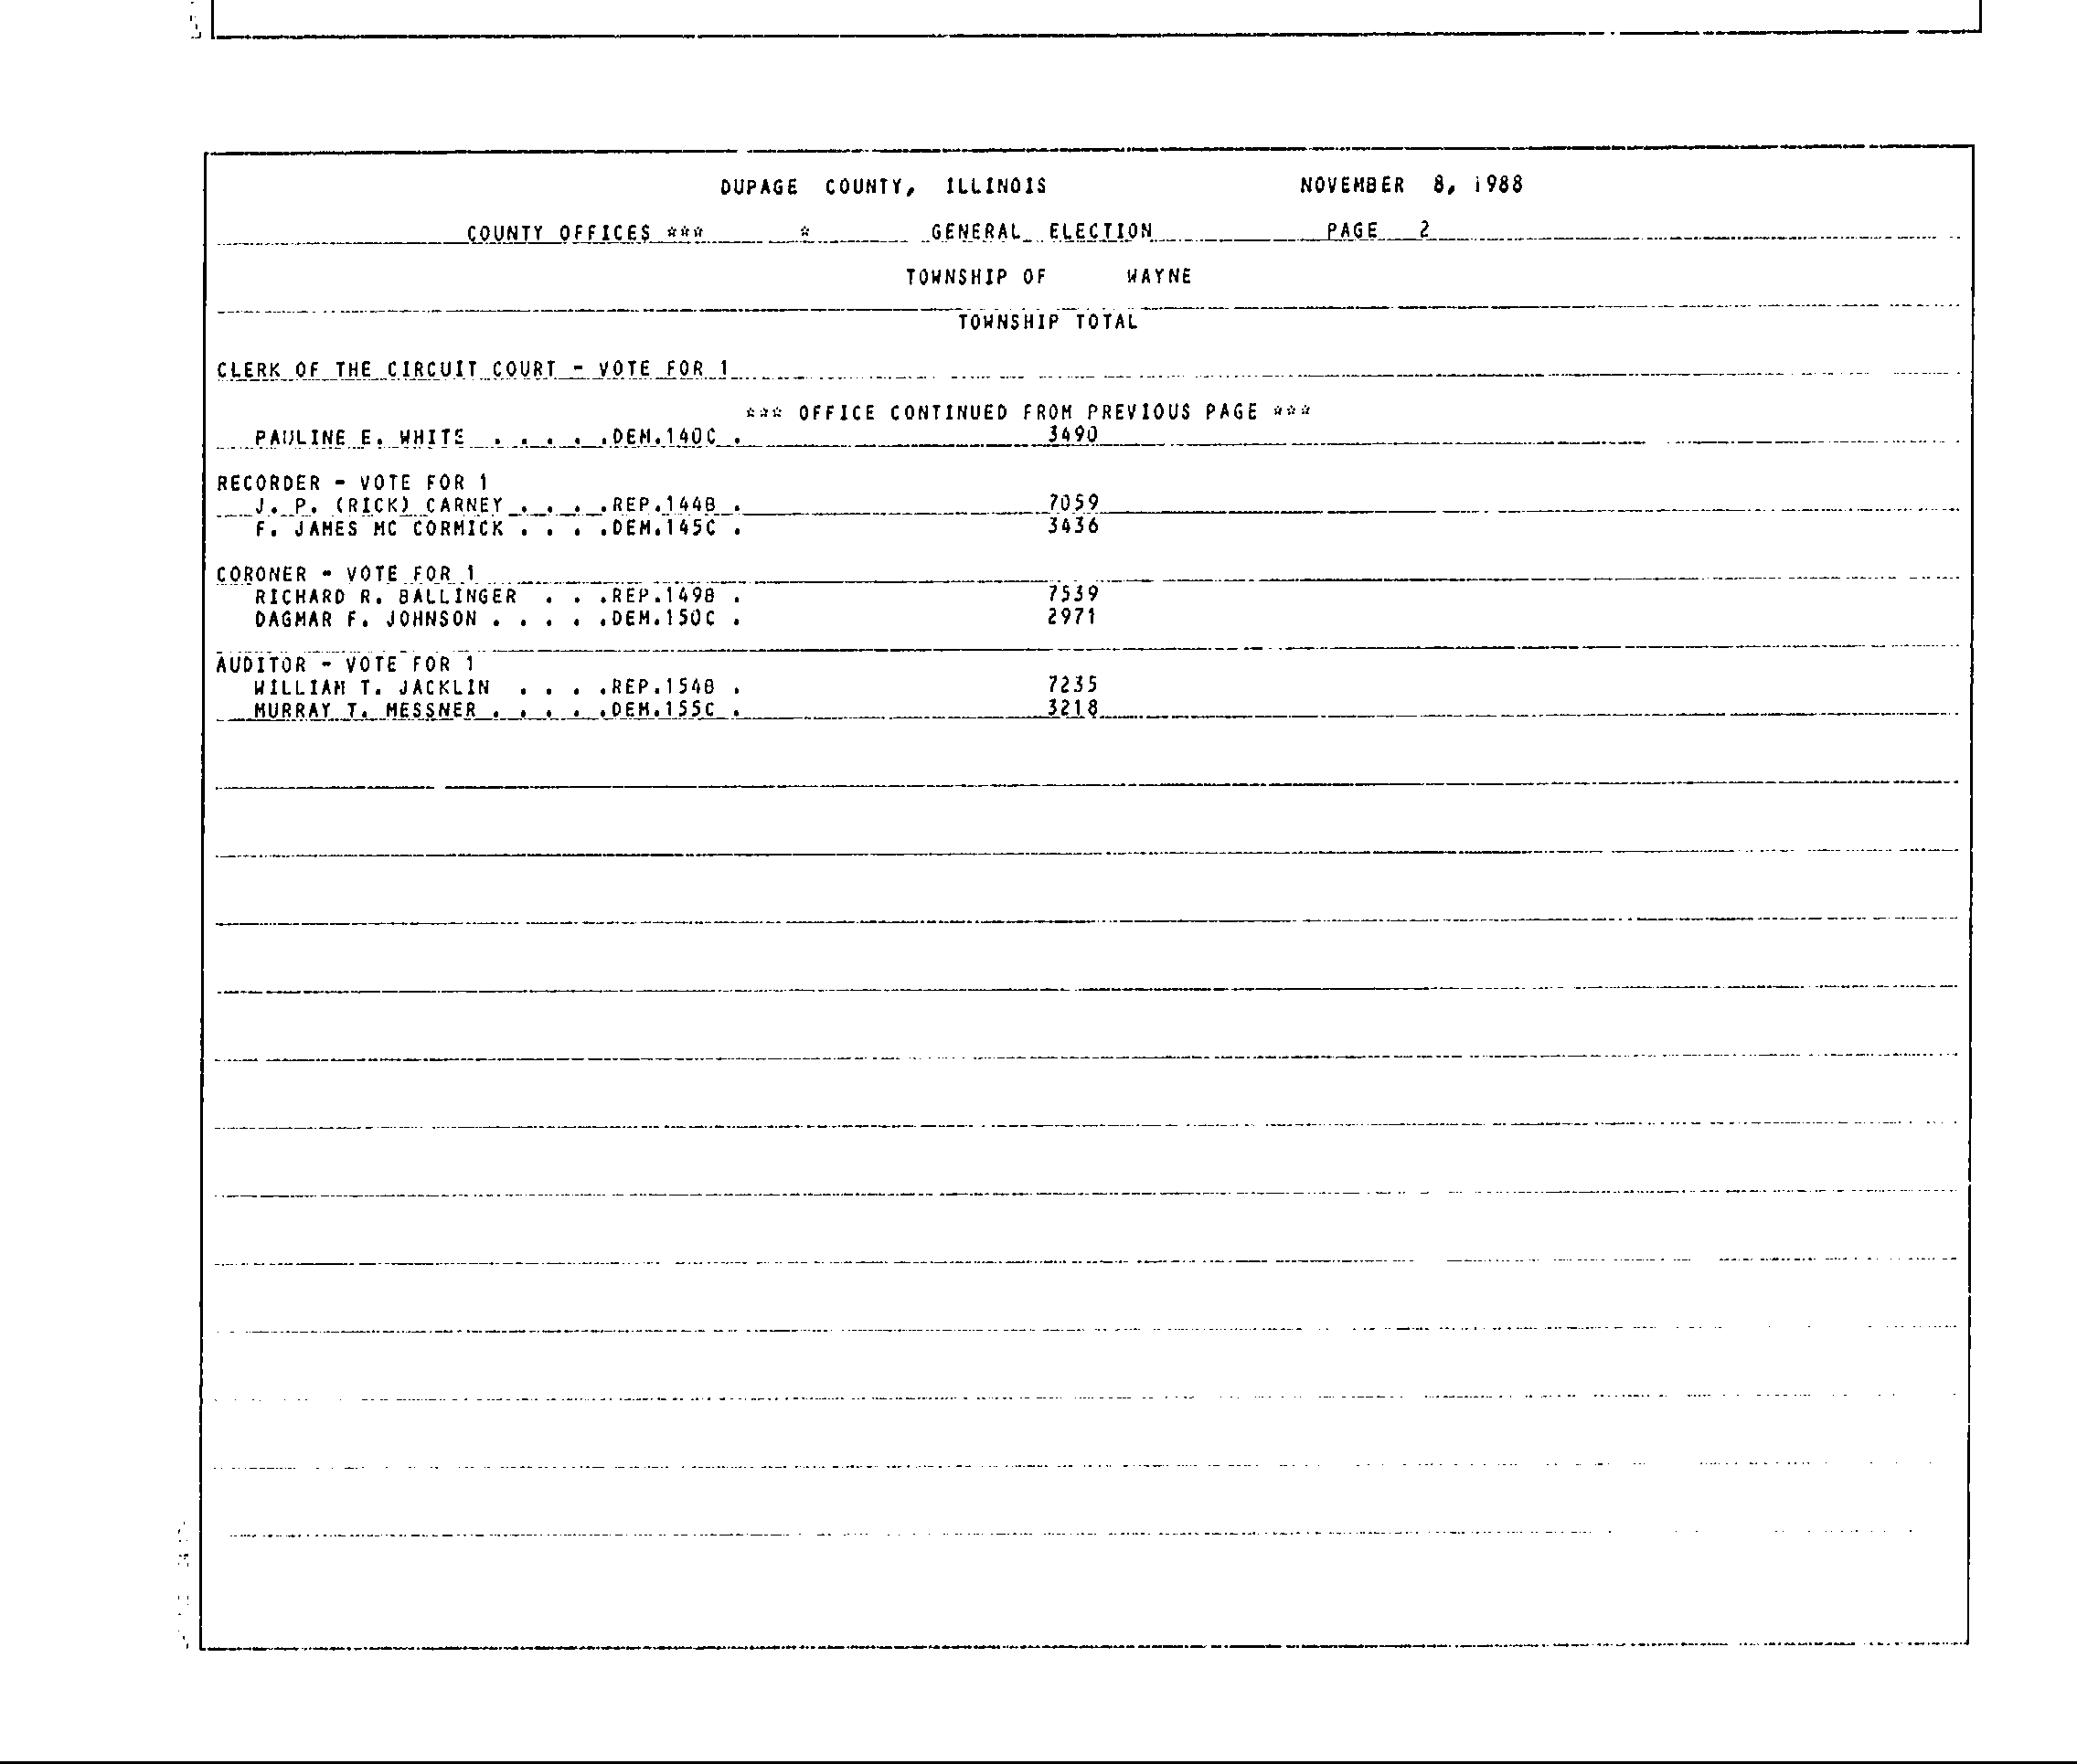 DUPAGE COUNTY, ILLINOIS NOVEMBER 8, 1988
COUNTY OFFICES *** * GENERAL ELECTION PAGE 2
TOWNSHIP OF WAYNE
TOWNSHIP TOTAL
CLERK OF THE CIRCUIT COURT - VOTE FOR 1
*** OFFICE CONTINUED FROM PREVIOUS PAGE ***
PAULINE E. WHITE . . . . .DEM.140C . 3490
RECORDER - VOTE FOR 1
J. P. (RICK) CARNEY . . . .REP.144B . 7059
F. JAMES MC CORMICK . . . .DEM.145C . 3436
CORONER - VOTE FOR 1
RICHARD R. BALLINGER . . .REP.149B . 7539
DAGMAR F. JOHNSON . . . . .DEM.150C . 2971
AUDITOR - VOTE FOR 1
WILLIAM T. JACKLIN . . . .REP.154B . 7235
MURRAY T. MESSNER . . . . .DEM.155C . 3218